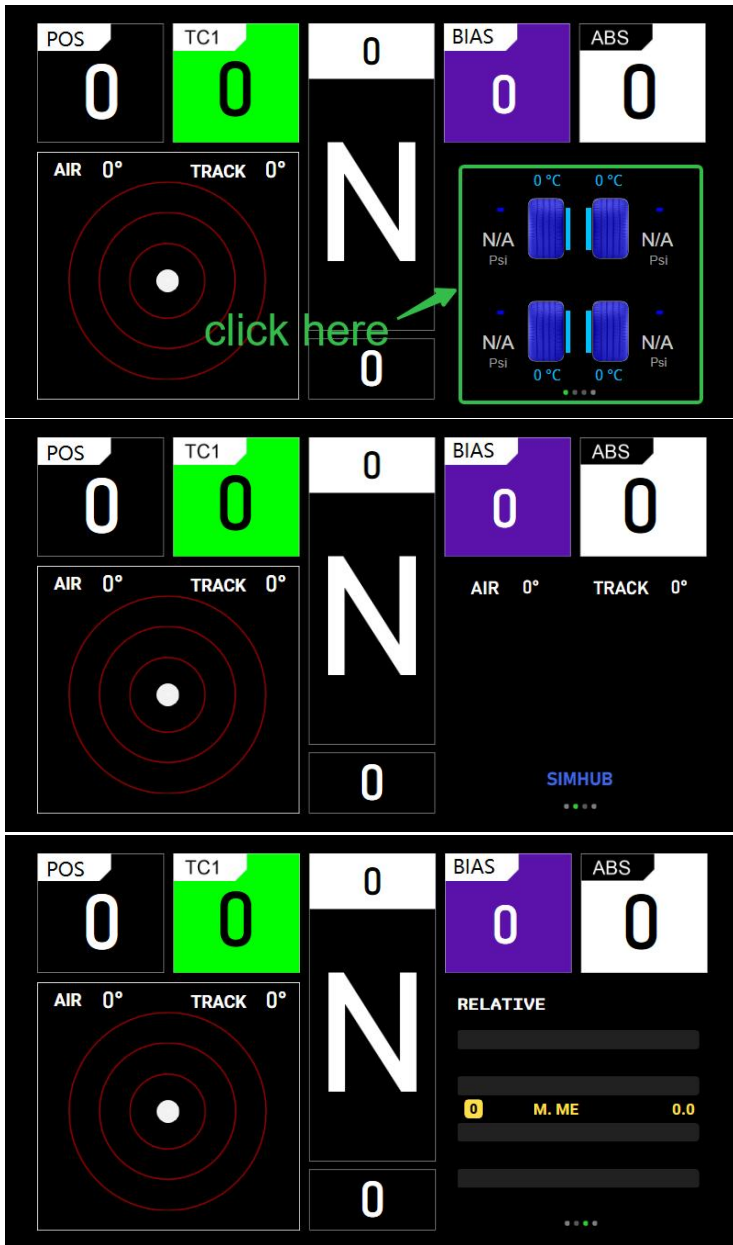 POS TC1 0 BIAS ABS
0 0 0 0
AIR 0° TRACK 0° N 0 °C 0 °C
- -
N/A N/A
Psi Psi
click here
N/A N/A
Psi Psi
0 0 °C 0 °C
POS TC1 0 BIAS ABS
0 0 0 0
AIR 0° TRACK 0° N AIR 0° TRACK 0°
0 SIMHUB
POS TC1 0 BIAS ABS
0 0 0 0
AIR 0° TRACK 0° N RELATIVE
0 M. ME 0.0
0